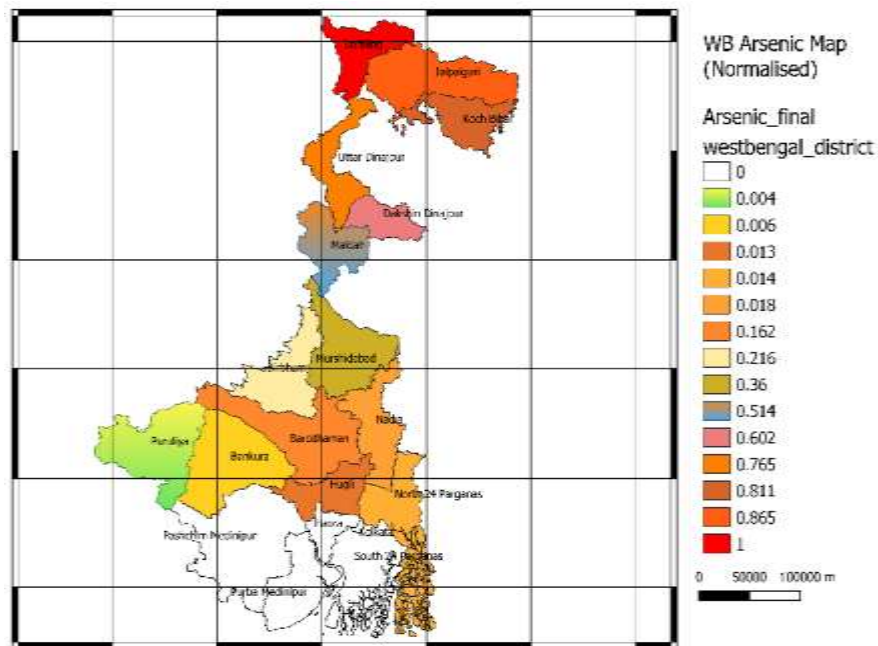 WB Arsenic Map
(Normalised)
Arsenic_final
westbengal_district
0
0.004
0.006
0.013
0.014
0.018
0.162
0.216
0.36
0.514
0.602
0.765
0.811
0.865
1
0 50000 100000 m
Jalpaiguri
Uttar Dinajpur
Dakshin Dinajpur
Maldah
Murshidabad
Nadia
Puruliya
Bankura
Barddhaman
Hugli
North 24 Parganas
Pashchim Medinipur
Kolkata
South 24 Parganas
Purba Medinipur